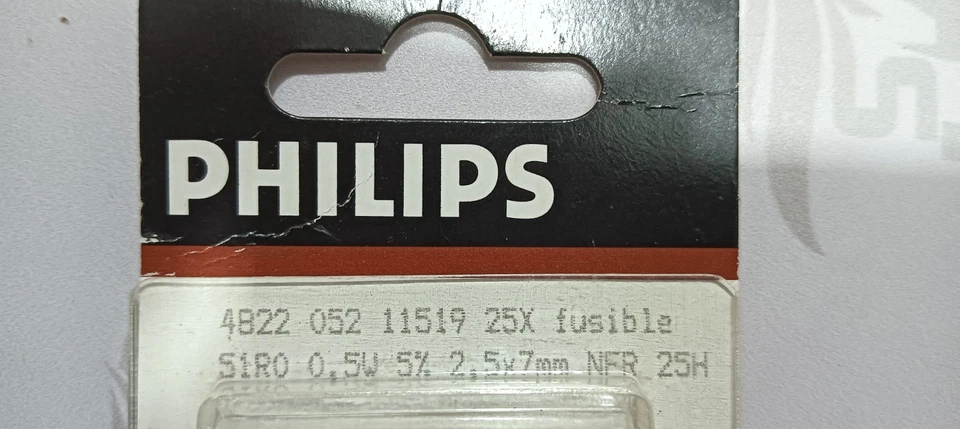 PHILIPS
4822 052 11519 25X fusible
51R0 0.5W 5% 2.5x7mm NFR 25H